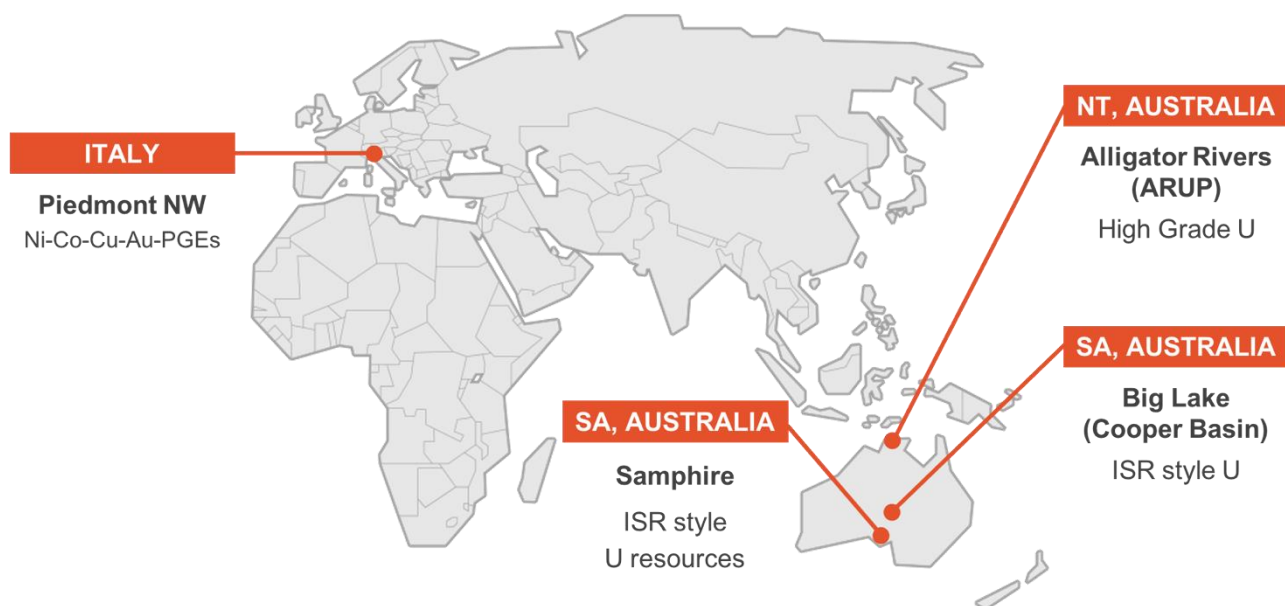 ITALY
Piedmont NW
Ni-Co-Cu-Au-PGEs
NT, AUSTRALIA
Alligator Rivers
(ARUP)
High Grade U
SA, AUSTRALIA
Big Lake
(Cooper Basin)
ISR style U
SA, AUSTRALIA
Samphire
ISR style
U resources